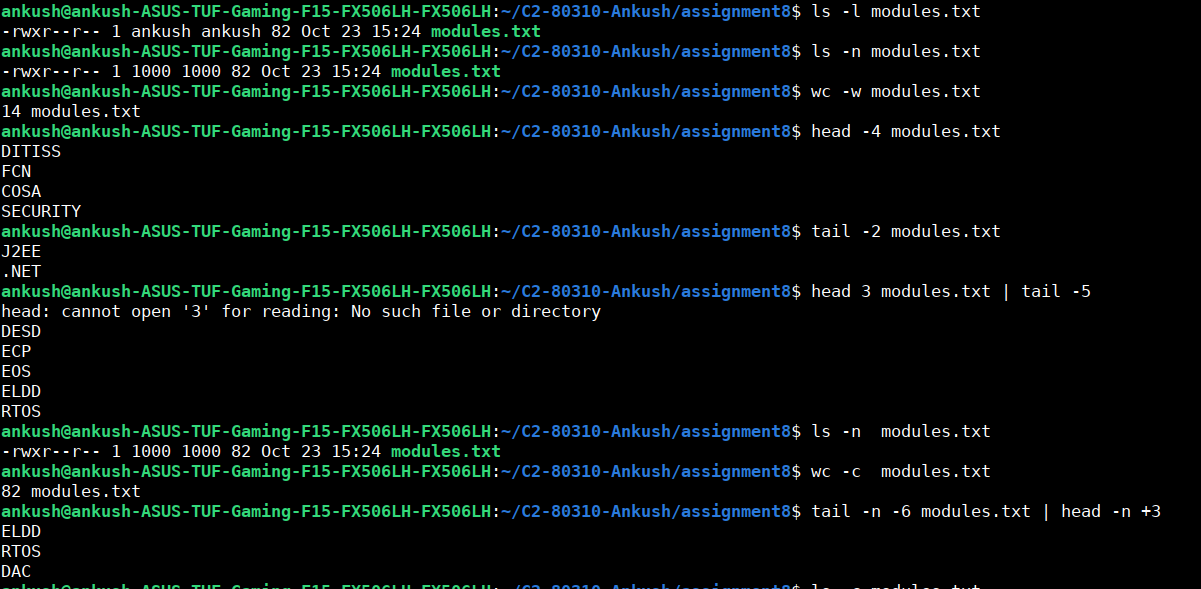 ankush@ankush-ASUS-TUF-Gaming-F15-FX506LH-FX506LH:~/C2-80310-Ankush/assignment8$ ls -l modules.txt
-rwxr--r-- 1 ankush ankush 82 Oct 23 15:24 modules.txt
ankush@ankush-ASUS-TUF-Gaming-F15-FX506LH-FX506LH:~/C2-80310-Ankush/assignment8$ ls -n modules.txt
-rwxr--r-- 1 1000 1000 82 Oct 23 15:24 modules.txt
ankush@ankush-ASUS-TUF-Gaming-F15-FX506LH-FX506LH:~/C2-80310-Ankush/assignment8$ wc -w modules.txt
14 modules.txt
ankush@ankush-ASUS-TUF-Gaming-F15-FX506LH-FX506LH:~/C2-80310-Ankush/assignment8$ head -4 modules.txt
DITISS
FCN
COSA
SECURITY
ankush@ankush-ASUS-TUF-Gaming-F15-FX506LH-FX506LH:~/C2-80310-Ankush/assignment8$ tail -2 modules.txt
J2EE
.NET
ankush@ankush-ASUS-TUF-Gaming-F15-FX506LH-FX506LH:~/C2-80310-Ankush/assignment8$ head 3 modules.txt | tail -5
head: cannot open '3' for reading: No such file or directory
DESD
ECP
EOS
ELDD
RTOS
ankush@ankush-ASUS-TUF-Gaming-F15-FX506LH-FX506LH:~/C2-80310-Ankush/assignment8$ ls -n  modules.txt
-rwxr--r-- 1 1000 1000 82 Oct 23 15:24 modules.txt
ankush@ankush-ASUS-TUF-Gaming-F15-FX506LH-FX506LH:~/C2-80310-Ankush/assignment8$ wc -c  modules.txt
82 modules.txt
ankush@ankush-ASUS-TUF-Gaming-F15-FX506LH-FX506LH:~/C2-80310-Ankush/assignment8$ tail -n -6 modules.txt | head -n +3
ELDD
RTOS
DAC